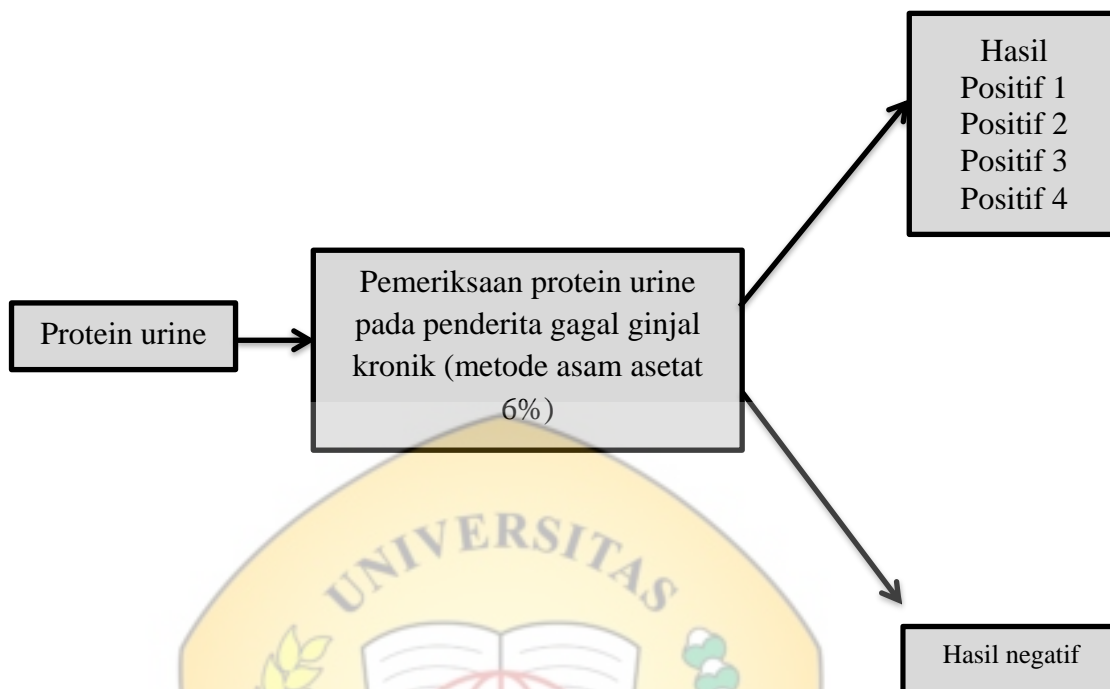 Hasil
Positif 1
Positif 2
Positif 3
Positif 4
Protein urine
Pemeriksaan protein urine
pada penderita gagal ginjal
kronik (metode asam asetat
6%)
UNIVERSITAS
Hasil negatif